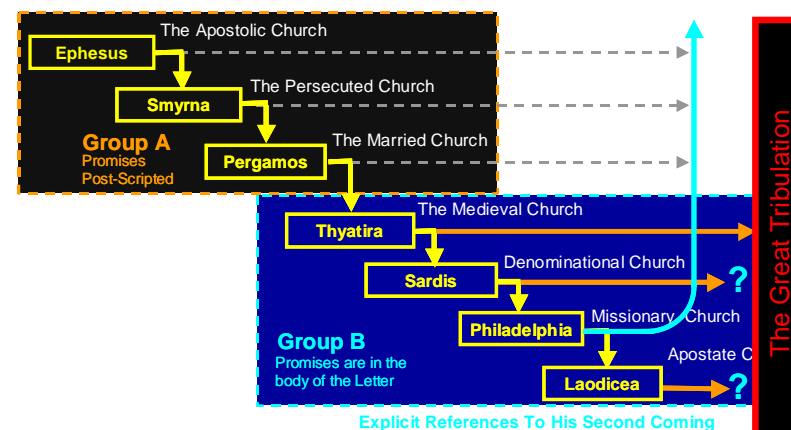 The Apostolic Church
Ephesus
The Persecuted Church
Smyrna
Group A
Promises
Post-Scripted
The Married Church
Pergamos
The Medieval Church
Thyatira
Denominational Church
Sardis
?
Missionary Church
Philadelphia
Group B
Promises are in the
body of the Letter
Apostate C
Laodicea
?
Explicit References To His Second Coming
The Great Tribulation